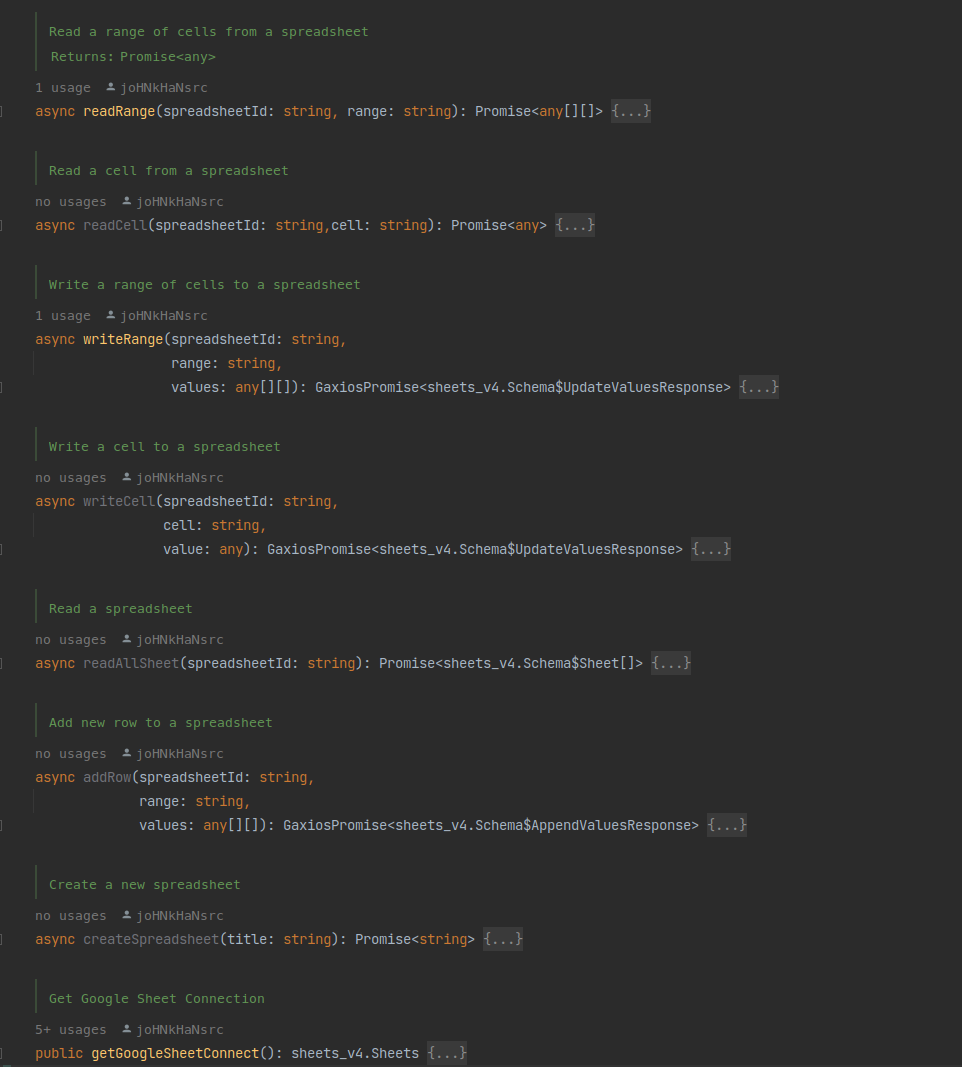 Read a range of cells from a spreadsheet
Returns: Promise<any>
1 usage joHNkHaNsrc
async readRange(spreadsheetId: string, range: string): Promise<any[][]> {...}
Read a cell from a spreadsheet
no usages joHNkHaNsrc
async readCell(spreadsheetId: string,cell: string): Promise<any> {...}
Write a range of cells to a spreadsheet
1 usage joHNkHaNsrc
async writeRange(spreadsheetId: string,
range: string,
values: any[][]): GaxiosPromise<sheets_v4.Schema$UpdateValuesResponse> {...}
Write a cell to a spreadsheet
no usages joHNkHaNsrc
async writeCell(spreadsheetId: string,
cell: string,
value: any): GaxiosPromise<sheets_v4.Schema$UpdateValuesResponse> {...}
Read a spreadsheet
no usages joHNkHaNsrc
async readAllSheet(spreadsheetId: string): Promise<sheets_v4.Schema$Sheet[]> {...}
Add new row to a spreadsheet
no usages joHNkHaNsrc
async addRow(spreadsheetId: string,
range: string,
values: any[][]): GaxiosPromise<sheets_v4.Schema$AppendValuesResponse> {...}
Create a new spreadsheet
no usages joHNkHaNsrc
async createSpreadsheet(title: string): Promise<string> {...}
Get Google Sheet Connection
5+ usages joHNkHaNsrc
public getGoogleSheetConnect(): sheets_v4.Sheets {...}